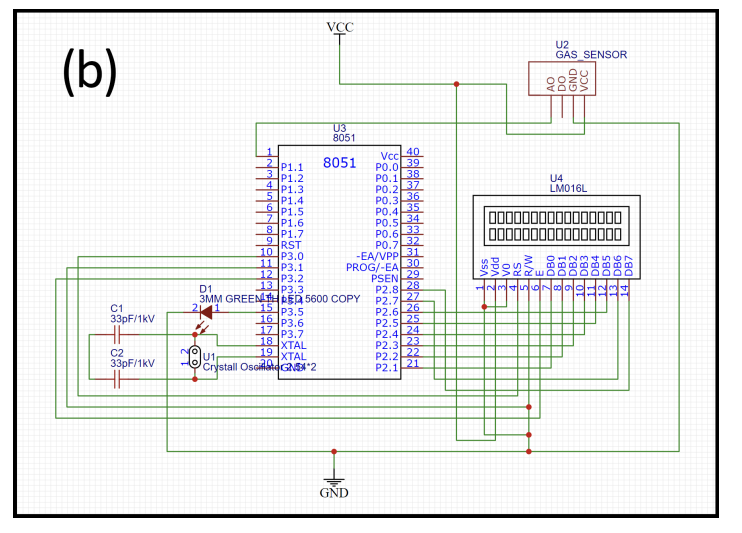 (b)
VCC
U2
GAS_SENSOR
AO
DO
GND
VCC
U3
8051
8051
1
2 P1.1
3 P1.2
4 P1.3
5 P1.4
6 P1.5
7 P1.6
8 P1.7
9 RST
10 P3.0
11 P3.1
12 P3.2
13 P3.3
14 P3.4
15 P3.5
16 P3.6
17 P3.7
18 XTAL
19 XTAL
20 GND
Vcc 40
P0.0 39
P0.1 38
P0.2 37
P0.3 36
P0.4 35
P0.5 34
P0.6 33
P0.7 32
-EA/VPP 31
PROG/-EA 30
PSEN 29
P2.8 28
P2.7 27
P2.6 26
P2.5 25
P2.4 24
P2.3 23
P2.2 22
P2.1 21
U4
LM016L
Vss
Vdd
V0
RS
R/W
E
DB0
DB1
DB2
DB3
DB4
DB5
DB6
DB7
1 2 3 4 5 6 7 8 9 10 11 12 13 14
D1
3MM GREEN TH LED 5600 COPY
2 1
C1
33pF/1kV
C2
33pF/1kV
1 2
U1
Crystall Oscillator 2.54*2
GND